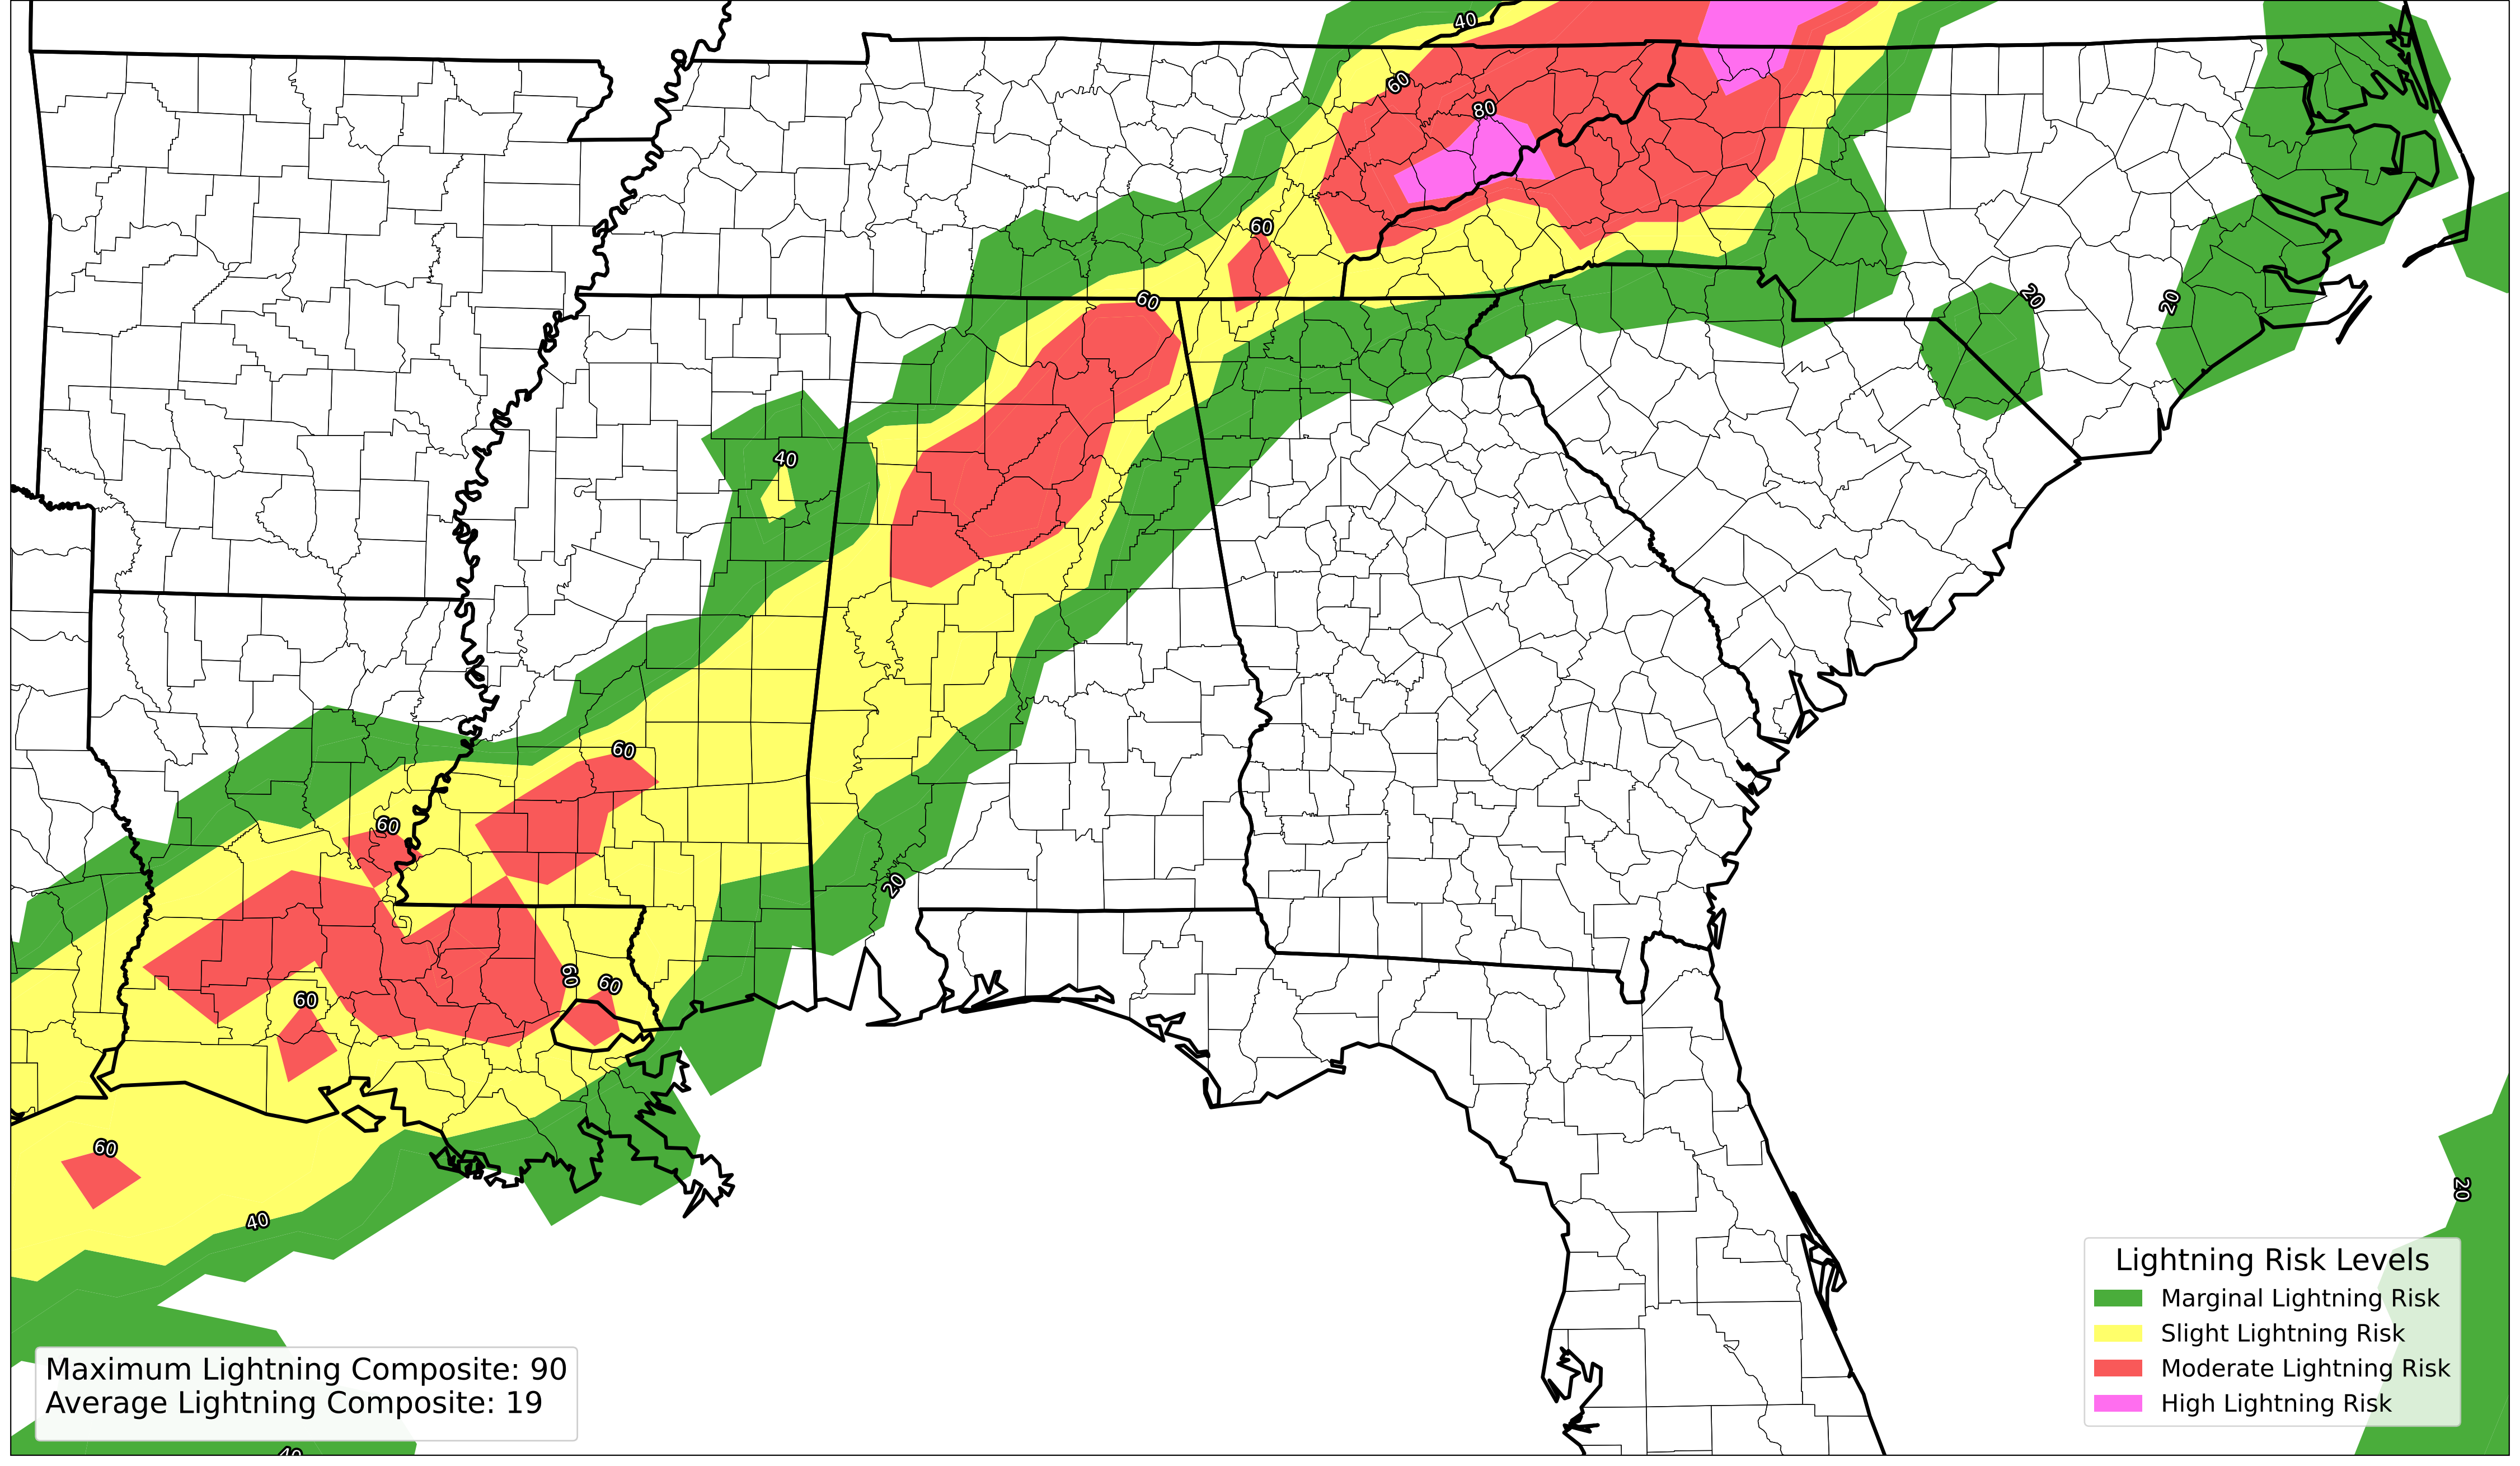 40
60
80
60
60
20
20
40
60
60
20
60
60
60
60
40
20
Lightning Risk Levels
Marginal Lightning Risk
Slight Lightning Risk
Moderate Lightning Risk
High Lightning Risk
Maximum Lightning Composite: 90
Average Lightning Composite: 19
40